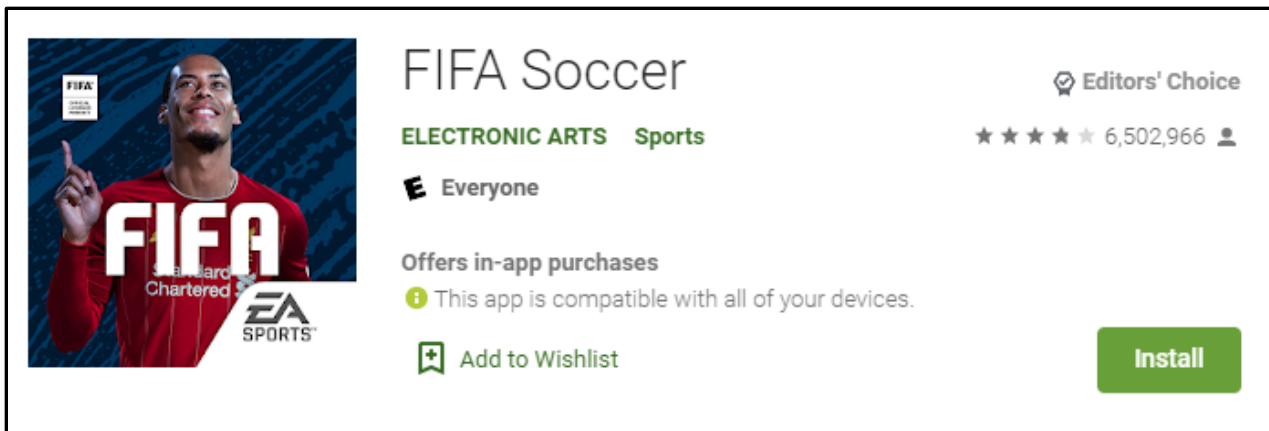 FIFA
FIFA
Standard
Chartered
EA
SPORTS
FIFA Soccer
Editors' Choice
ELECTRONIC ARTS Sports
6,502,966
E Everyone
Offers in-app purchases
This app is compatible with all of your devices.
Add to Wishlist
Install